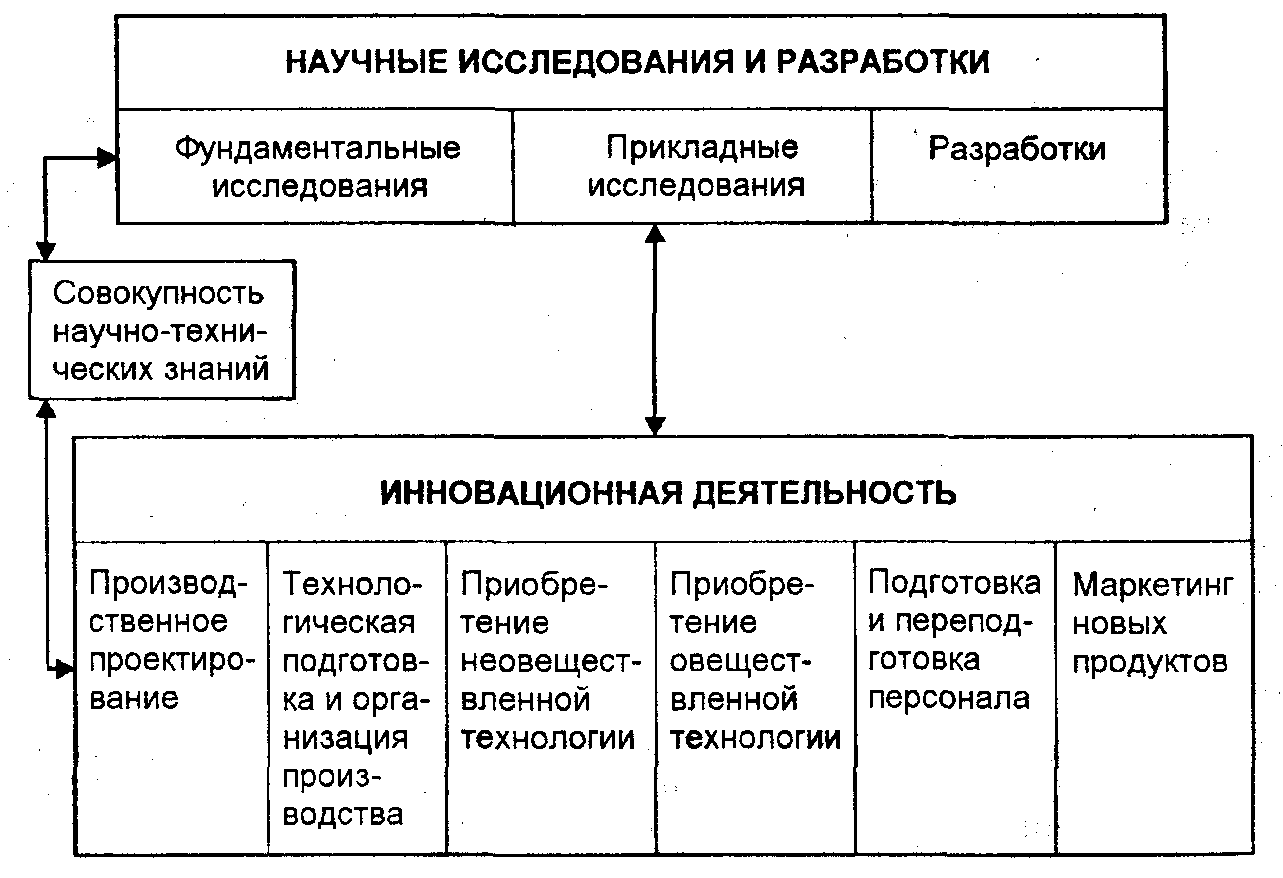 НАУЧНЫЕ ИССЛЕДОВАНИЯ И РАЗРАБОТКИ
Фундаментальные
исследования
Прикладные
исследования
Разработки
Совокупность
научно-техни-
ческих знаний
ИННОВАЦИОННАЯ ДЕЯТЕЛЬНОСТЬ
Производ-
ственное
проектиро-
вание
Техноло-
гическая
подготов-
ка и орга-
низация
произ-
водства
Приобре-
тение
неовещест-
вленной
технологии
Приобре-
тение
овещест-
вленной
технологии
Подготовка
и перепод-
готовка
персонала
Маркетинг
новых
продуктов